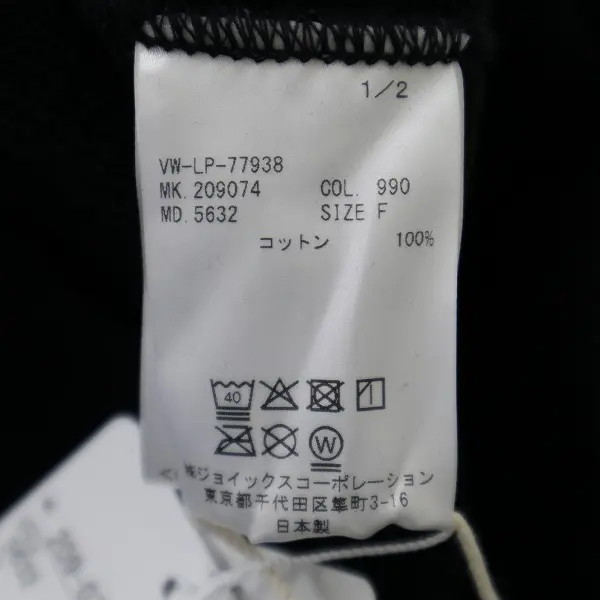 1/2
VW-LP-77938
MK. 209074 COL. 990
MD. 5632 SIZE F
コットン 100%
40
W
㈱ジョイックスコーポレーション
東京都千代田区隼町3-16
日本製